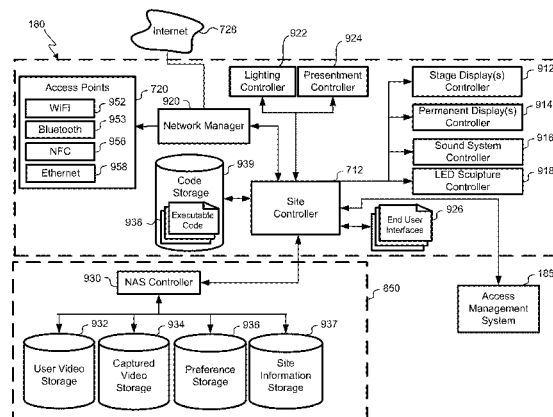 180
Internet
726
922
924
Lighting
Controller
Presentment
Controller
Stage Display(s)
Controller
912
Permanent Display(s)
Controller
914
Sound System
Controller
916
LED Sculpture
Controller
918
Access Points
720
WiFi
952
Bluetooth
953
NFC
956
Ethernet
958
920
Network Manager
939
Code
Storage
938
Executable
Code
712
Site
Controller
926
End User
Interfaces
185
Access
Management
System
930
NAS Controller
850
932
User Video
Storage
934
Captured
Video
Storage
936
Preference
Storage
937
Site
Information
Storage